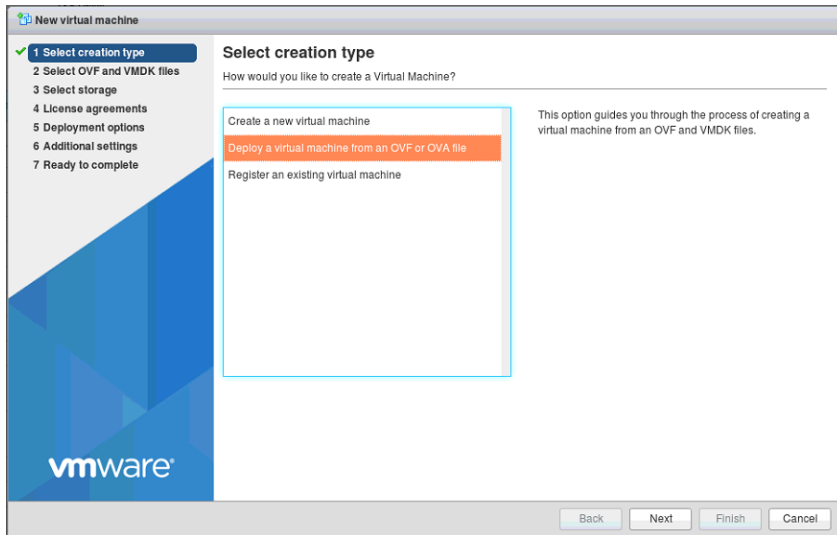 New virtual machine
1 Select creation type
2 Select OVF and VMDK files
3 Select storage
4 License agreements
5 Deployment options
6 Additional settings
7 Ready to complete
Select creation type
How would you like to create a Virtual Machine?
Create a new virtual machine
Deploy a virtual machine from an OVF or OVA file
Register an existing virtual machine
This option guides you through the process of creating a
virtual machine from an OVF and VMDK files.
vmware
Back
Next
Finish
Cancel